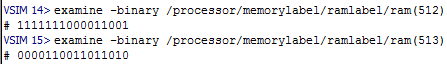 VSIM 14> examine -binary /processor/memorylabel/ramlabel/ram(512)
# 1111111000011001
VSIM 15> examine -binary /processor/memorylabel/ramlabel/ram(513)
# 0000110011011010